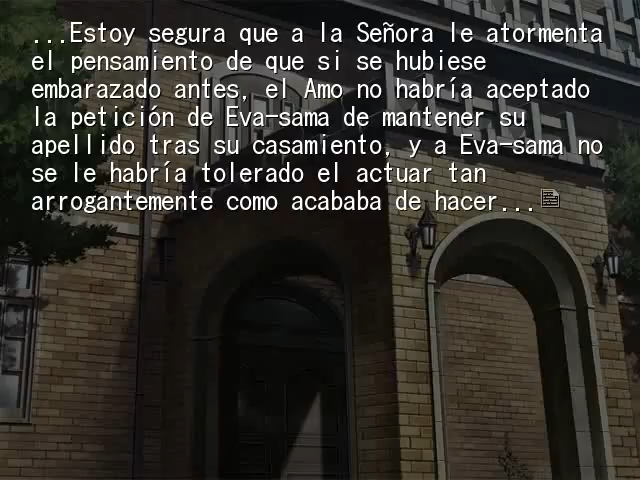 ...Estoy segura que a la Señora le atormenta
el pensamiento de que si se hubiese
embarazado antes, el Amo no habría aceptado
la petición de Eva-sama de mantener su
apellido tras su casamiento, y a Eva-sama no
se le habría tolerado el actuar tan
arrogantemente como acababa de hacer...